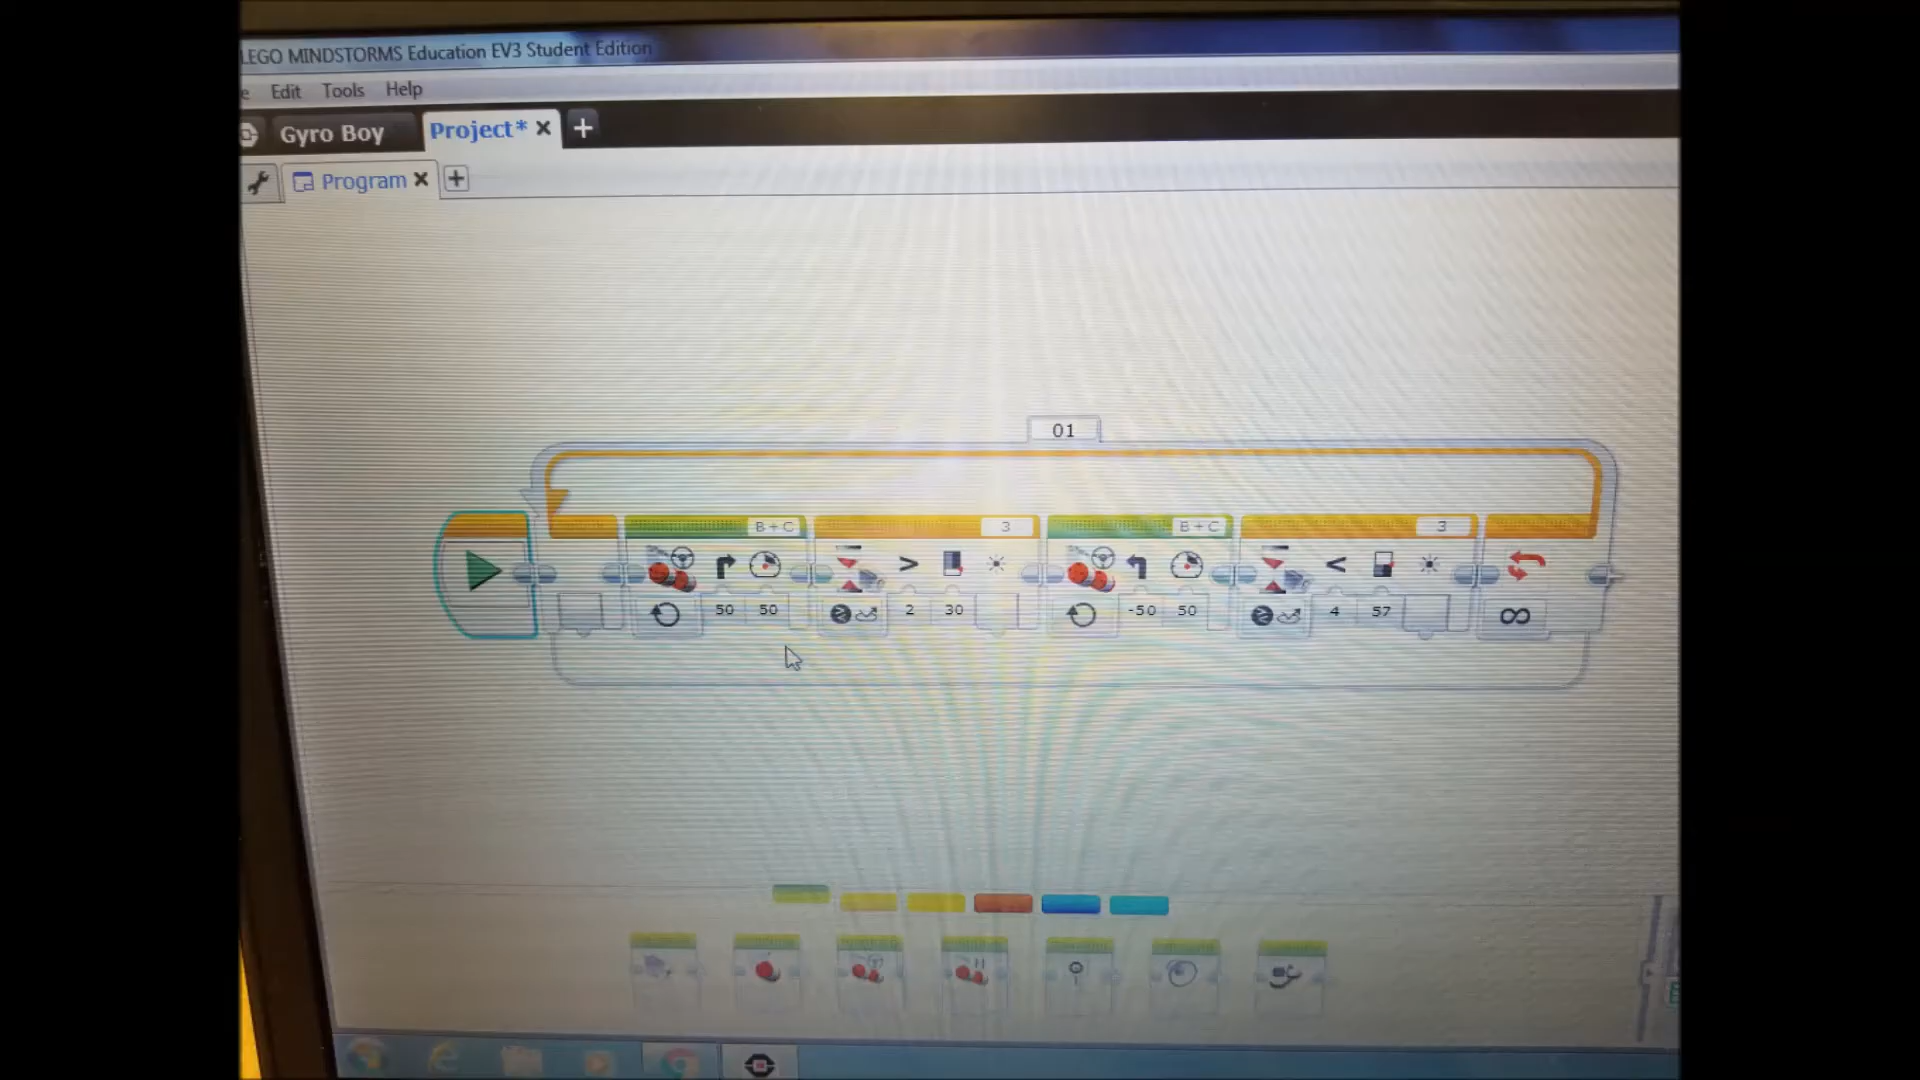 LEGO MINDSTORMS Education EV3 Student Edition
e Edit Tools Help
Gyro Boy Project* X +
Program X +
01
B+C 3 B+C 3
> <
50 50 2 30 -50 50 4 57
∞